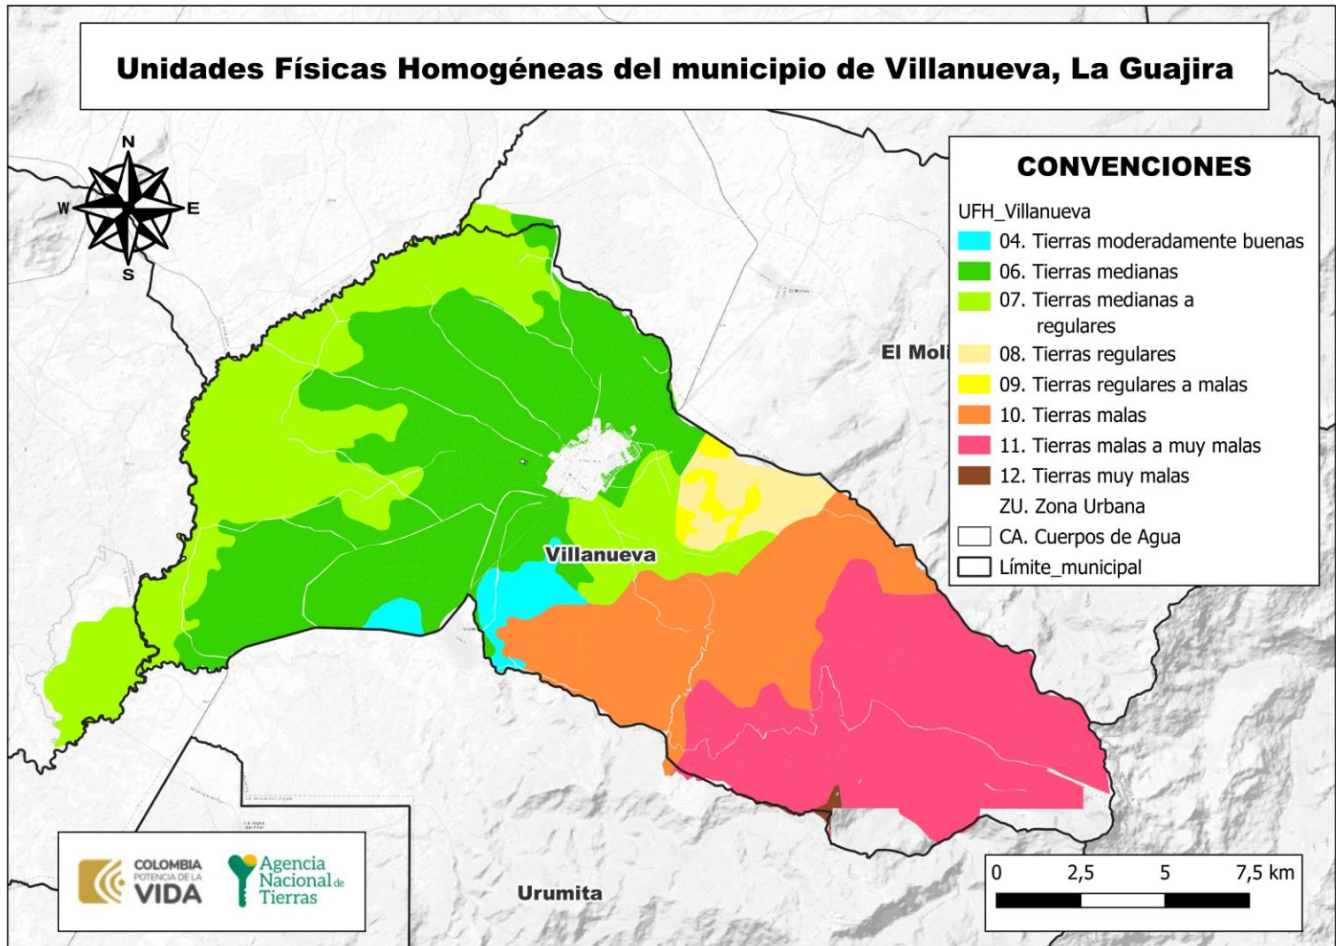 Unidades Físicas Homogéneas del municipio de Villanueva, La Guajira
N
W
E
S
CONVENCIONES
UFH_Villanueva
04. Tierras moderadamente buenas
06. Tierras medianas
07. Tierras medianas a
regulares
08. Tierras regulares
09. Tierras regulares a malas
10. Tierras malas
11. Tierras malas a muy malas
12. Tierras muy malas
ZU. Zona Urbana
CA. Cuerpos de Agua
Límite_municipal
El Moli
El Molino
Villanueva
Urumita
COLOMBIA
POTENCIA DE LA
VIDA
Agencia
Nacional de
Tierras
0 2,5 5 7,5 km